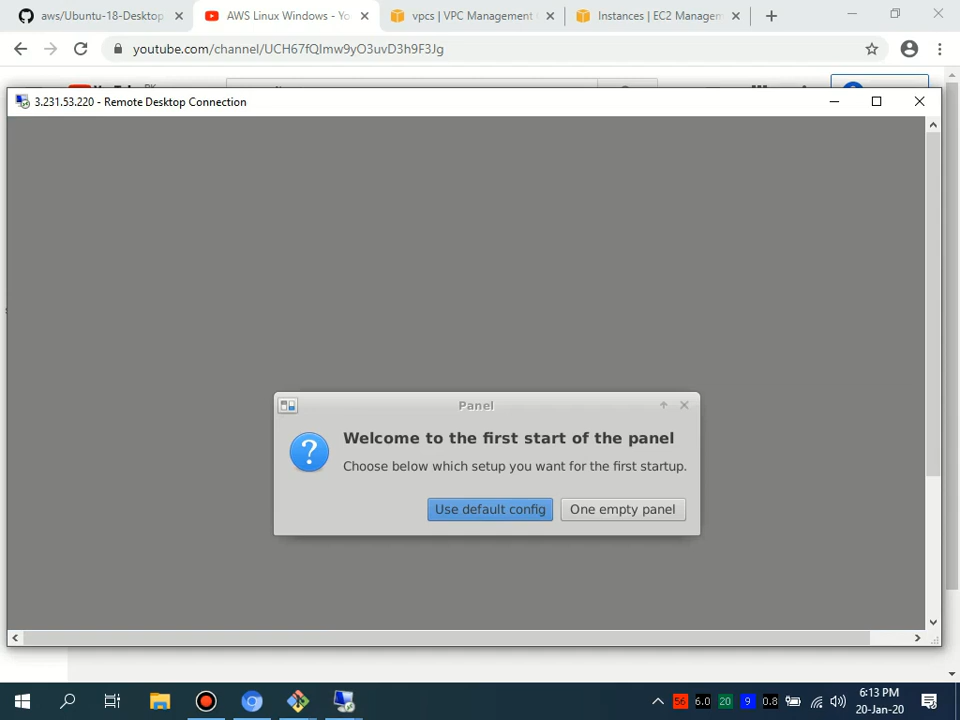 aws/Ubuntu-18-Desktop
AWS Linux Windows - Yo
vpcs | VPC Management
Instances | EC2 Managem
youtube.com/channel/UCH67fQImw9yO3uvD3h9F3Jg
3.231.53.220 - Remote Desktop Connection
Panel
Welcome to the first start of the panel
Choose below which setup you want for the first startup.
Use default config
One empty panel
56 6.0 20 9 0.8
6:13 PM
20-Jan-20